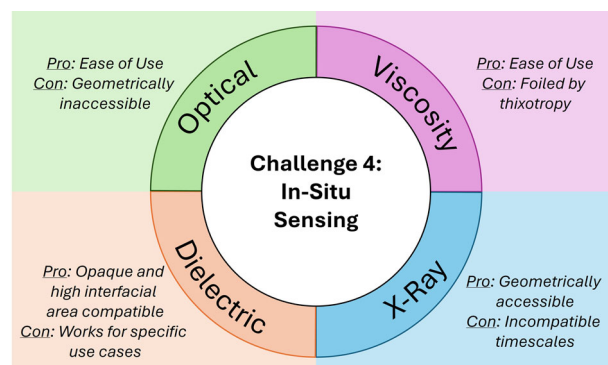 Pro: Ease of Use
Con: Geometrically
inaccessible
Optical
Viscosity
Pro: Ease of Use
Con: Foiled by
thixotropy
Challenge 4:
In-Situ
Sensing
Pro: Opaque and
high interfacial
area compatible
Con: Works for specific
use cases
Dielectric
X-Ray
Pro: Geometrically
accessible
Con: Incompatible
timescales